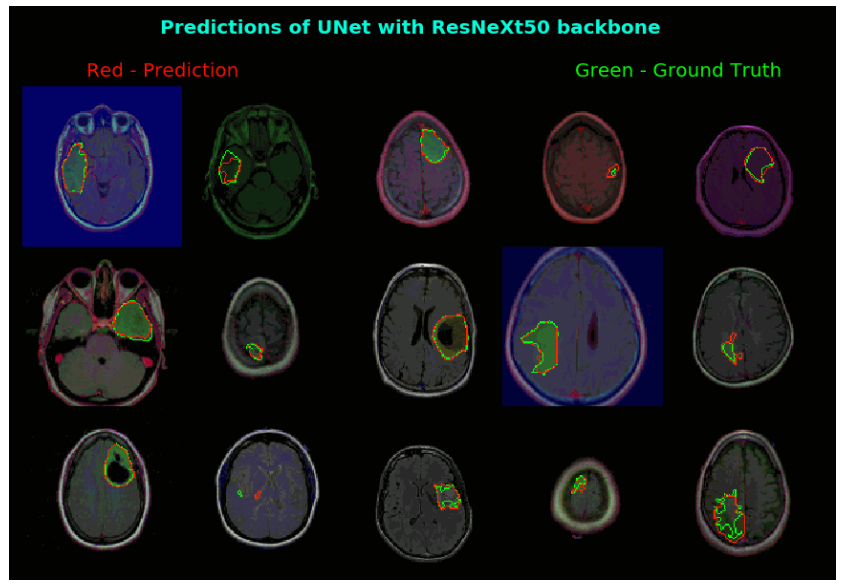 Predictions of UNet with ResNeXt50 backbone
Red - Prediction
Green - Ground Truth